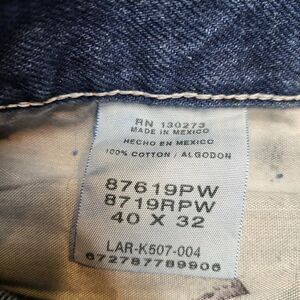 RN 130273
MADE IN MEXICO
HECHO EN MEXICO
100% COTTON / ALGODON
87619PW
8719RPW
40 X 32
LAR-K507-004
672787789906